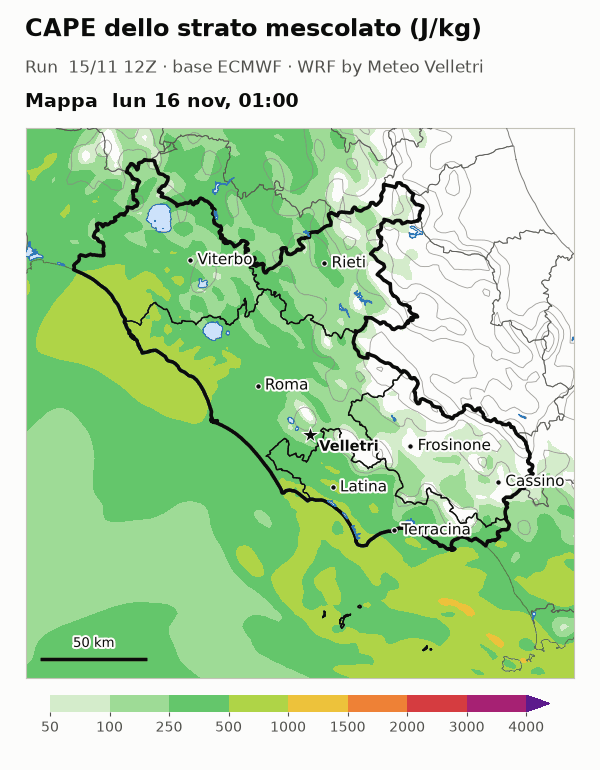 CAPE dello strato mescolato (J/kg)
Run  15/11 12Z · base ECMWF · WRF by Meteo Velletri
Mappa  lun 16 nov, 01:00
Viterbo
Rieti
Roma
Velletri
Frosinone
Latina
Cassino
Terracina
50 km
50 100 250 500 1000 1500 2000 3000 4000